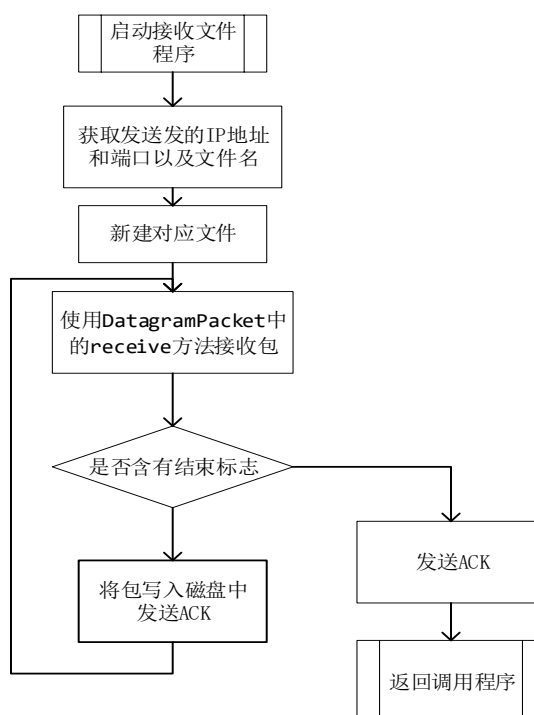 启动接收文件
程序
获取发送发的IP地址
和端口以及文件名
新建对应文件
使用DatagramPacket中
的receive方法接收包
是否含有结束标志
将包写入磁盘中
发送ACK
发送ACK
返回调用程序